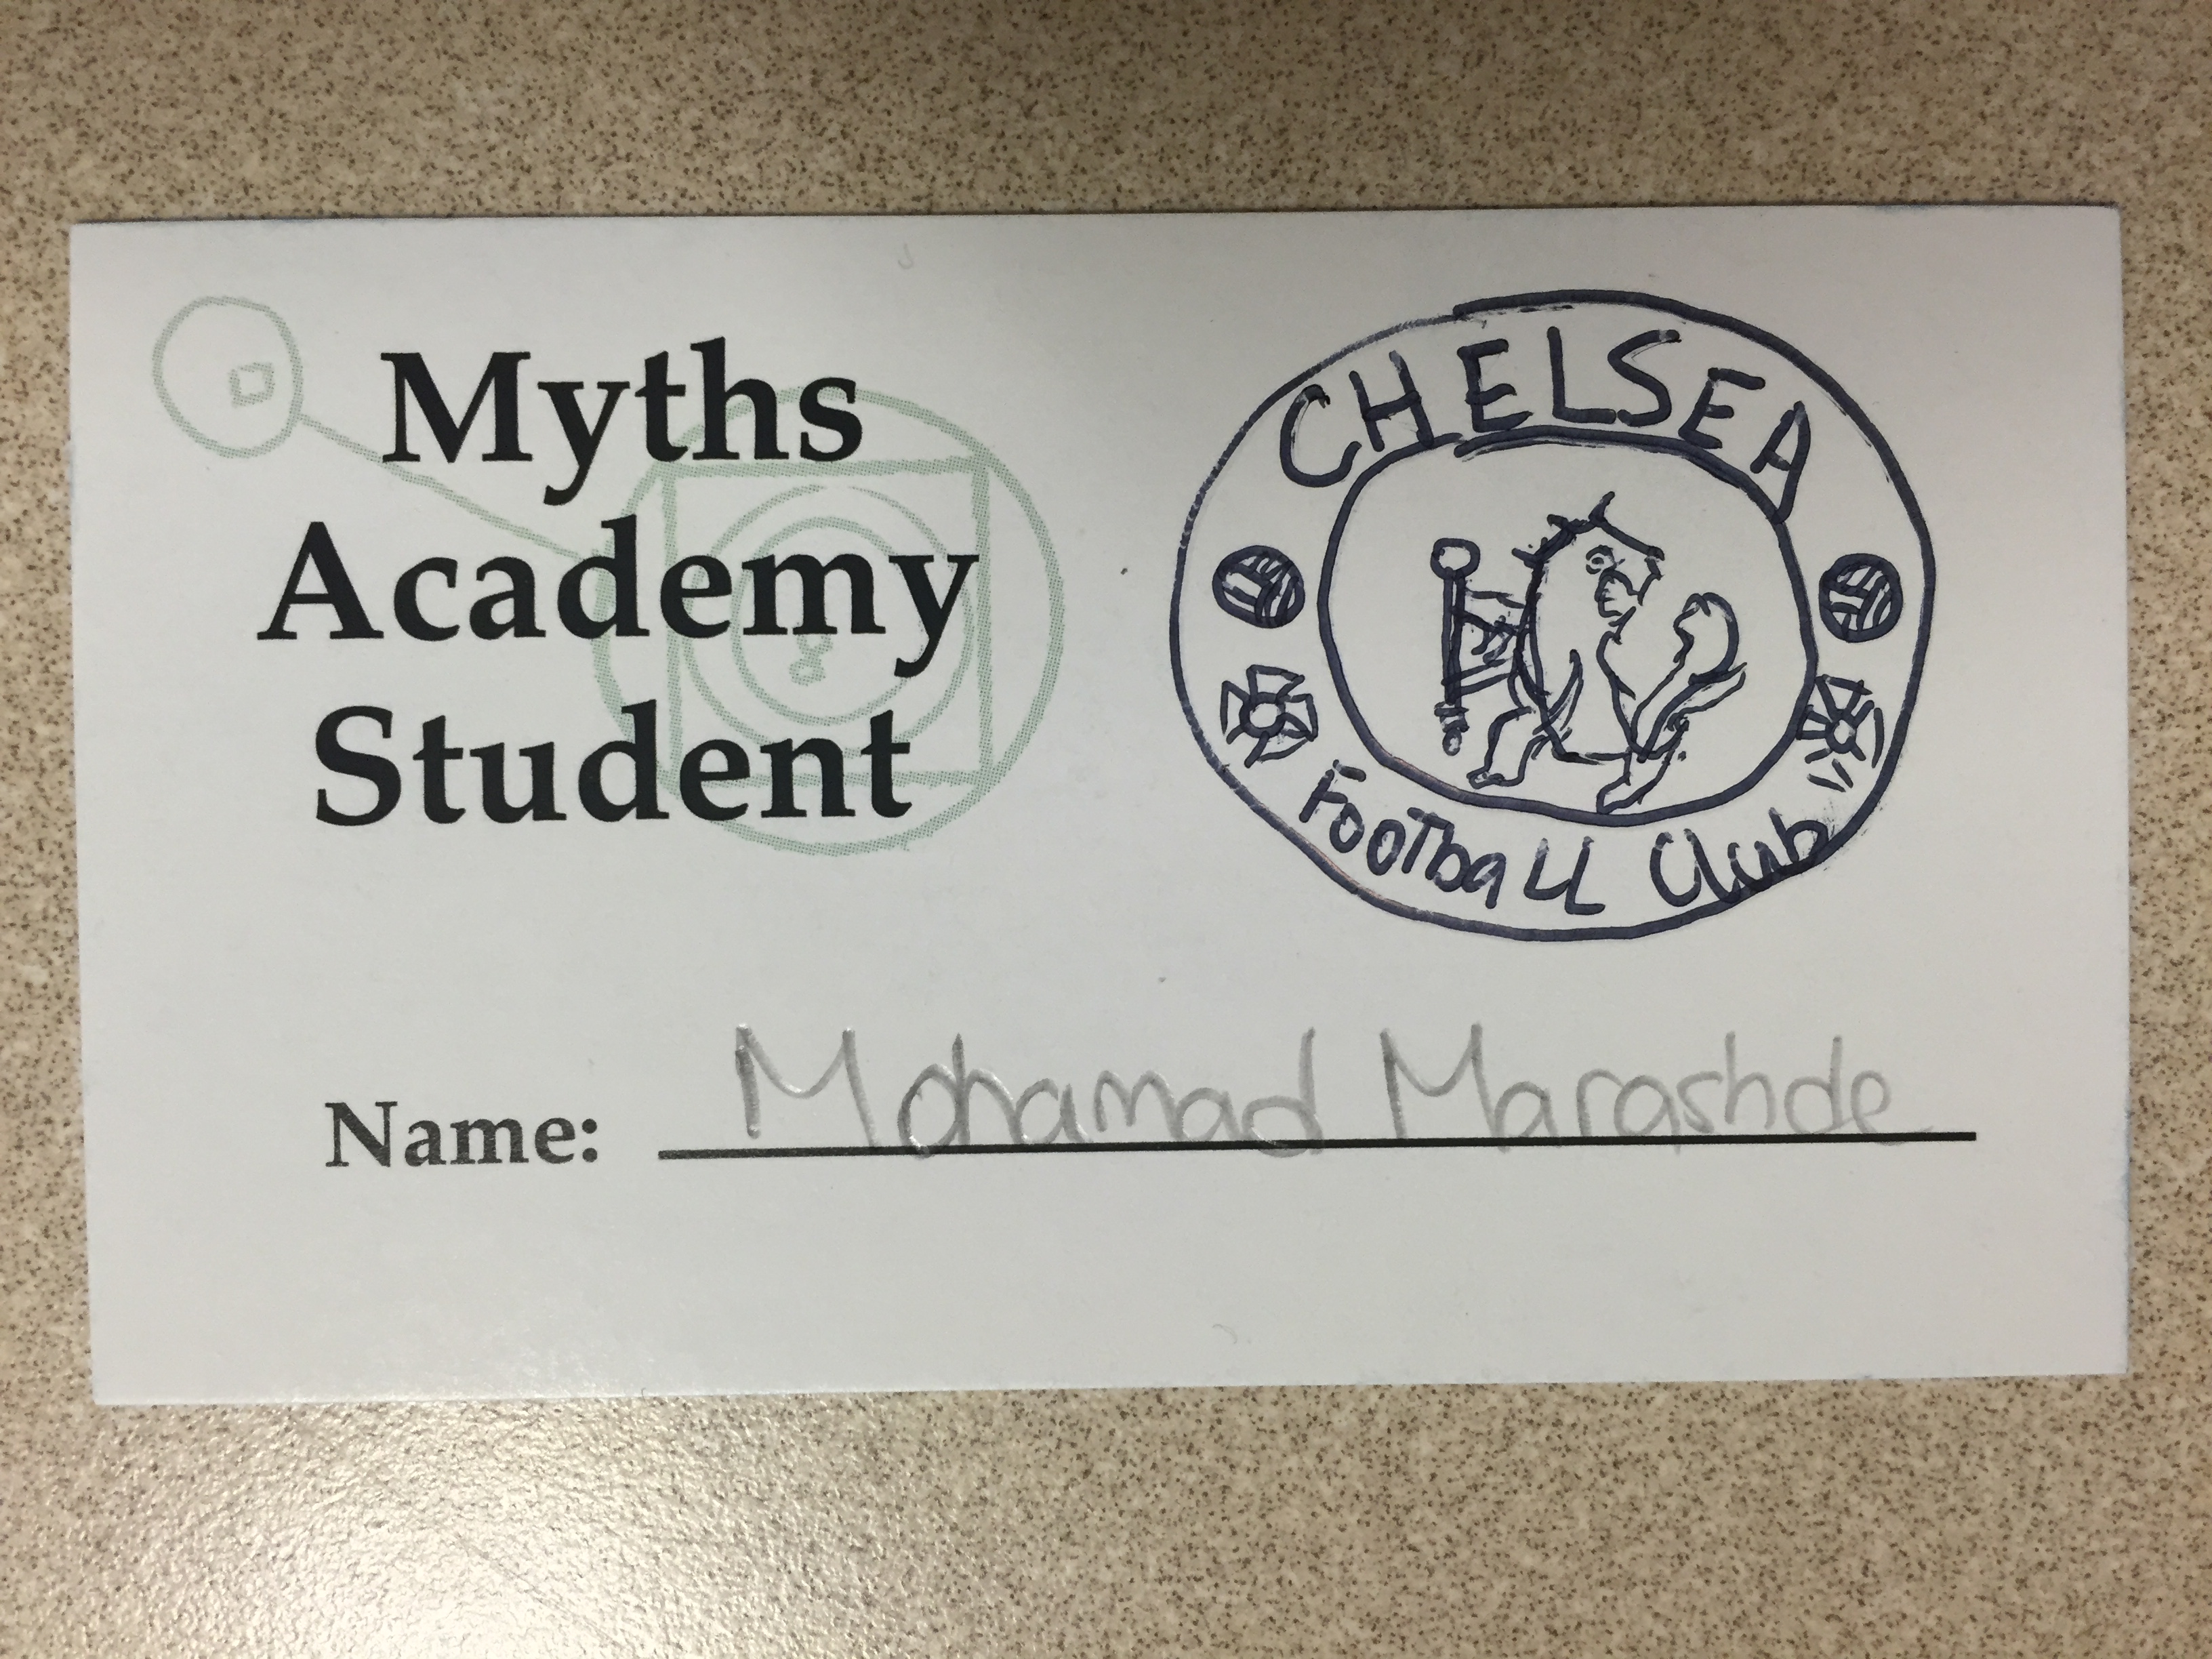 Myths
Academy
Student
CHELSEA
FooTbaLL Club
Name: Mohamad Marashde